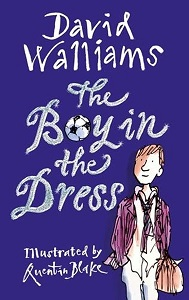 David
Walliams
The
Boy in
the
Dress
Illustrated by
Quentin Blake